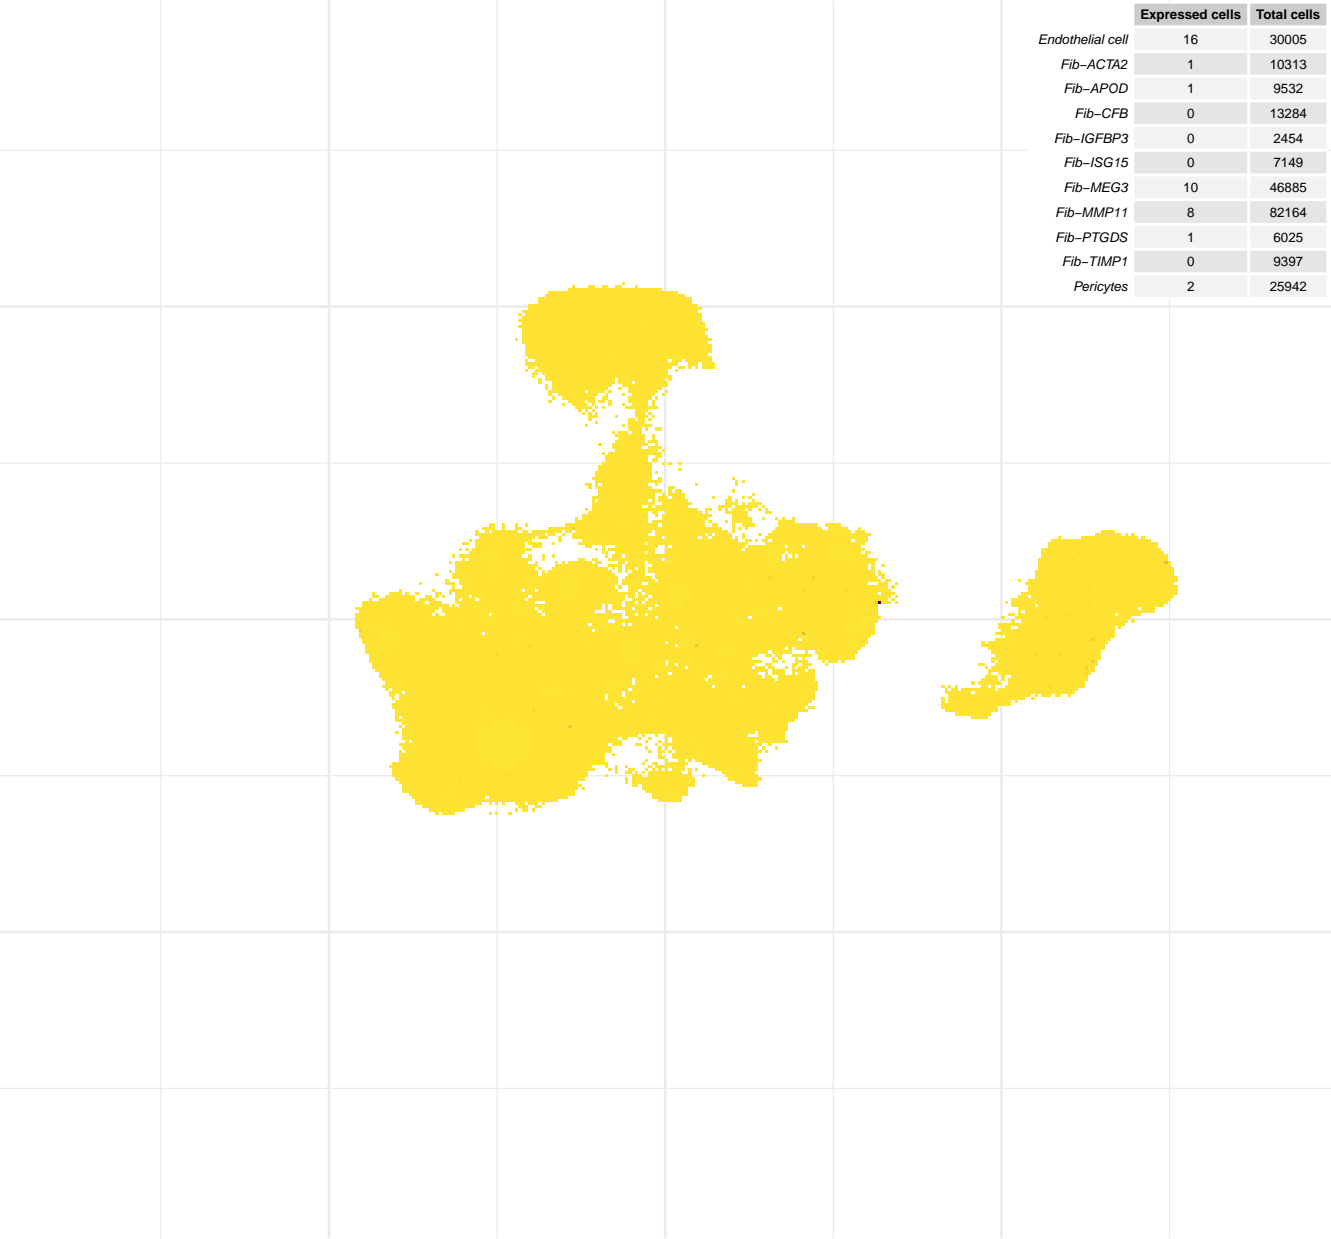 Expressed cells Total cells
Endothelial cell 16 30005
Fib−ACTA2 1 10313
Fib−APOD 1 9532
Fib−CFB 0 13284
Fib−IGFBP3 0 2454
Fib−ISG15 0 7149
Fib−MEG3 10 46885
Fib−MMP11 8 82164
Fib−PTGDS 1 6025
Fib−TIMP1 0 9397
Pericytes 2 25942